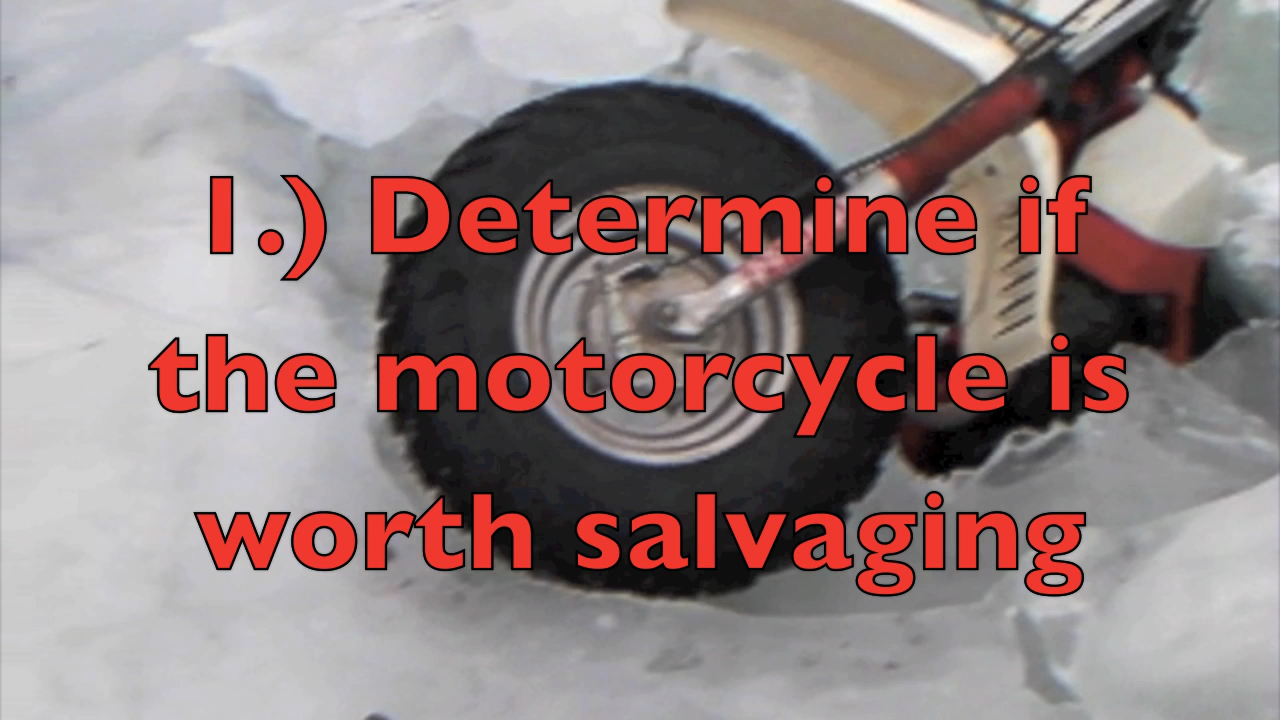 1.) Determine if
the motorcycle is
worth salvaging